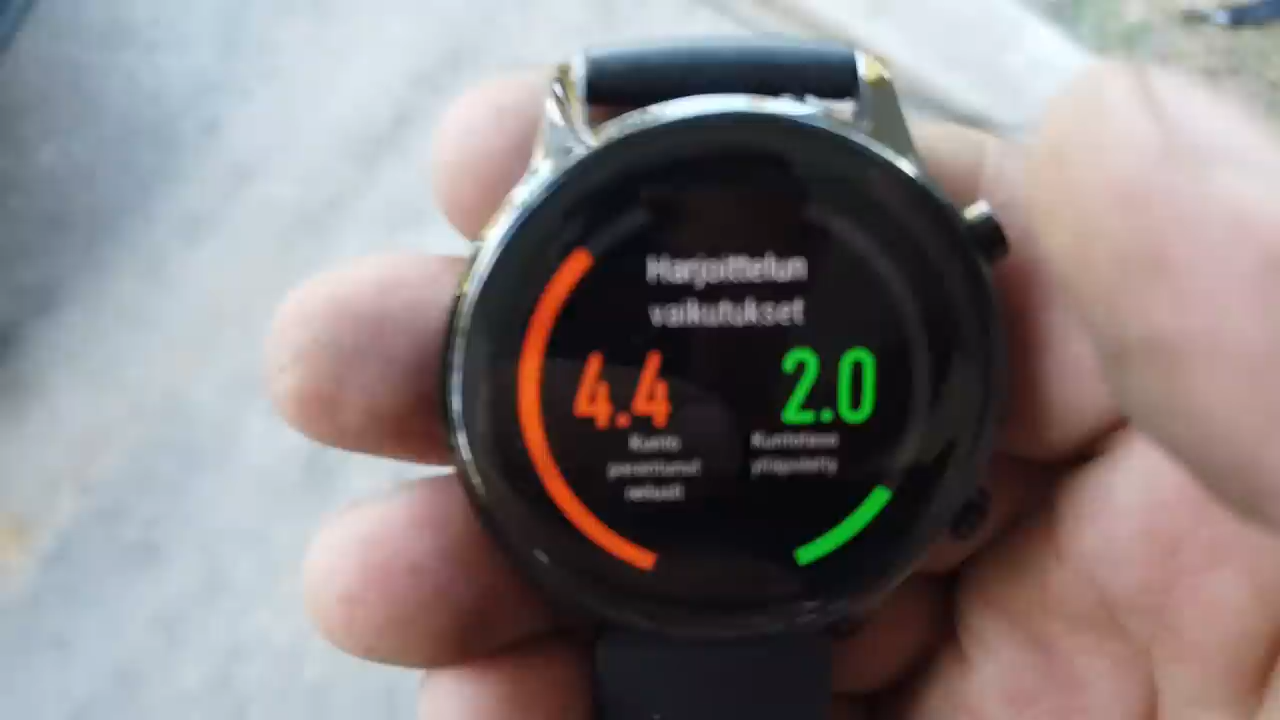 Harjoittelun
vaikutukset
4.4
2.0
Kunto
parantunut
selvästi
Kuntotaso
ylläpidetty